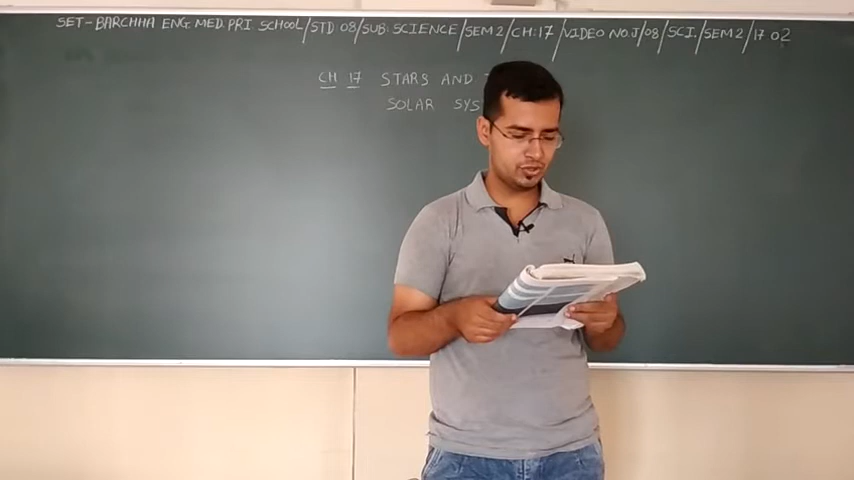 SET-BARCHHA ENG. MED. PRI. SCHOOL/STD 08/SUB: SCIENCE/SEM 2/CH:17/VIDEO NO. J/08/SCI./SEM 2/17 02
CH 17 STARS AND
SOLAR SYS